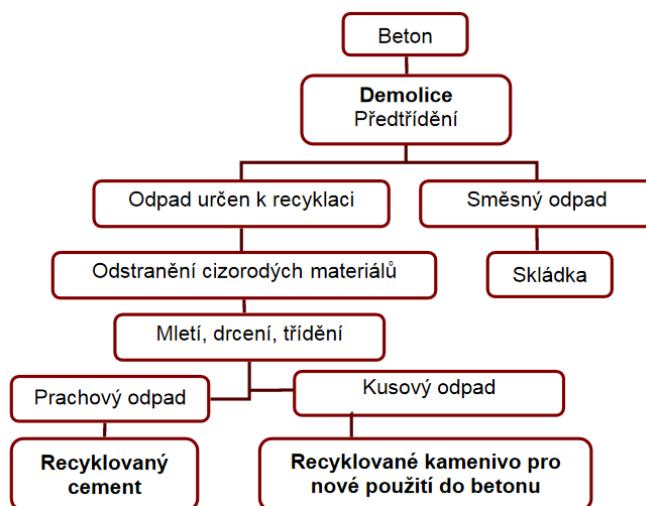 Beton
Demolice
Předtřídění
Odpad určen k recyklaci
Směsný odpad
Odstranění cizorodých materiálů
Skládka
Mletí, drcení, třídění
Prachový odpad
Kusový odpad
Recyklovaný
cement
Recyklované kamenivo pro
nové použití do betonu